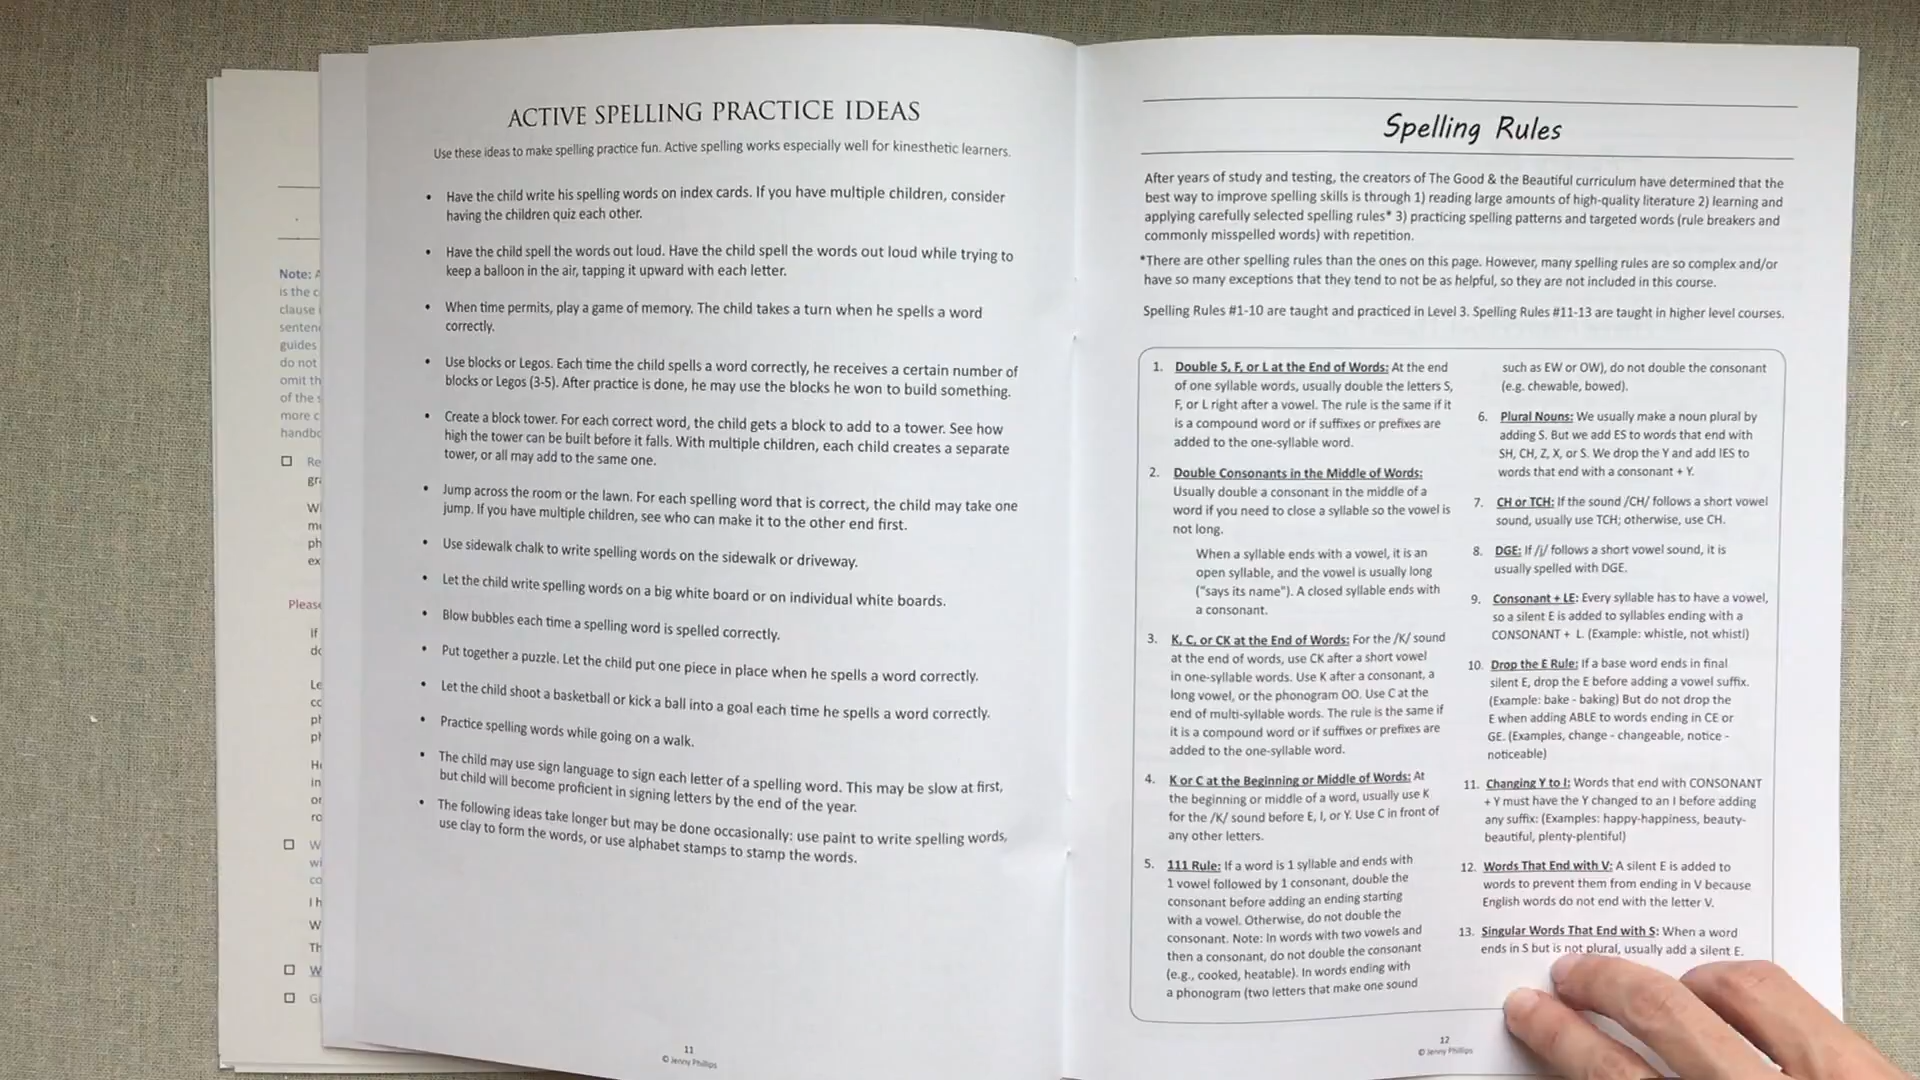 Note: A
is the c
clause i
senten
guides
do not
omit th
of the s
more c
handbo
Re
gr
W
m
ph
ex
Please
If
do
Le
co
ph
ph
He
in
or
ro
W
wi
co
I h
W
Th
W
Gi
ACTIVE SPELLING PRACTICE IDEAS
Use these ideas to make spelling practice fun. Active spelling works especially well for kinesthetic learners.
• Have the child write his spelling words on index cards. If you have multiple children, consider
having the children quiz each other.
• Have the child spell the words out loud. Have the child spell the words out loud while trying to
keep a balloon in the air, tapping it upward with each letter.
• When time permits, play a game of memory. The child takes a turn when he spells a word
correctly.
• Use blocks or Legos. Each time the child spells a word correctly, he receives a certain number of
blocks or Legos (3-5). After practice is done, he may use the blocks he won to build something.
• Create a block tower. For each correct word, the child gets a block to add to a tower. See how
high the tower can be built before it falls. With multiple children, each child creates a separate
tower, or all may add to the same one.
• Jump across the room or the lawn. For each spelling word that is correct, the child may take one
jump. If you have multiple children, see who can make it to the other end first.
• Use sidewalk chalk to write spelling words on the sidewalk or driveway.
• Let the child write spelling words on a big white board or on individual white boards.
• Blow bubbles each time a spelling word is spelled correctly.
• Put together a puzzle. Let the child put one piece in place when he spells a word correctly.
• Let the child shoot a basketball or kick a ball into a goal each time he spells a word correctly.
• Practice spelling words while going on a walk.
• The child may use sign language to sign each letter of a spelling word. This may be slow at first,
but child will become proficient in signing letters by the end of the year.
• The following ideas take longer but may be done occasionally: use paint to write spelling words,
use clay to form the words, or use alphabet stamps to stamp the words.
11
© Jenny Phillips
Spelling Rules
After years of study and testing, the creators of The Good & the Beautiful curriculum have determined that the
best way to improve spelling skills is through 1) reading large amounts of high-quality literature 2) learning and
applying carefully selected spelling rules* 3) practicing spelling patterns and targeted words (rule breakers and
commonly misspelled words) with repetition.
*There are other spelling rules than the ones on this page. However, many spelling rules are so complex and/or
have so many exceptions that they tend to not be as helpful, so they are not included in this course.
Spelling Rules #1-10 are taught and practiced in Level 3. Spelling Rules #11-13 are taught in higher level courses.
1. Double S, F, or L at the End of Words: At the end
of one syllable words, usually double the letters S,
F, or L right after a vowel. The rule is the same if it
is a compound word or if suffixes or prefixes are
added to the one-syllable word.
2. Double Consonants in the Middle of Words:
Usually double a consonant in the middle of a
word if you need to close a syllable so the vowel is
not long.
When a syllable ends with a vowel, it is an
open syllable, and the vowel is usually long
("says its name"). A closed syllable ends with
a consonant.
3. K, C, or CK at the End of Words: For the /K/ sound
at the end of words, use CK after a short vowel
in one-syllable words. Use K after a consonant, a
long vowel, or the phonogram OO. Use C at the
end of multi-syllable words. The rule is the same if
it is a compound word or if suffixes or prefixes are
added to the one-syllable word.
4. K or C at the Beginning or Middle of Words: At
the beginning or middle of a word, usually use K
for the /K/ sound before E, I, or Y. Use C in front of
any other letters.
5. 111 Rule: If a word is 1 syllable and ends with
1 vowel followed by 1 consonant, double the
consonant before adding an ending starting
with a vowel. Otherwise, do not double the
consonant. Note: In words with two vowels and
then a consonant, do not double the consonant
(e.g., cooked, heatable). In words ending with
a phonogram (two letters that make one sound
such as EW or OW), do not double the consonant
(e.g. chewable, bowed).
6. Plural Nouns: We usually make a noun plural by
adding S. But we add ES to words that end with
SH, CH, Z, X, or S. We drop the Y and add IES to
words that end with a consonant + Y.
7. CH or TCH: If the sound /CH/ follows a short vowel
sound, usually use TCH; otherwise, use CH.
8. DGE: If /j/ follows a short vowel sound, it is
usually spelled with DGE.
9. Consonant + LE: Every syllable has to have a vowel,
so a silent E is added to syllables ending with a
CONSONANT + L. (Example: whistle, not whistl)
10. Drop the E Rule: If a base word ends in final
silent E, drop the E before adding a vowel suffix.
(Example: bake - baking) But do not drop the
E when adding ABLE to words ending in CE or
GE. (Examples, change - changeable, notice -
noticeable)
11. Changing Y to I: Words that end with CONSONANT
+ Y must have the Y changed to an I before adding
any suffix: (Examples: happy-happiness, beauty-
beautiful, plenty-plentiful)
12. Words That End with V: A silent E is added to
words to prevent them from ending in V because
English words do not end with the letter V.
13. Singular Words That End with S: When a word
ends in S but is not plural, usually add a silent E.
12
© Jenny Phillips